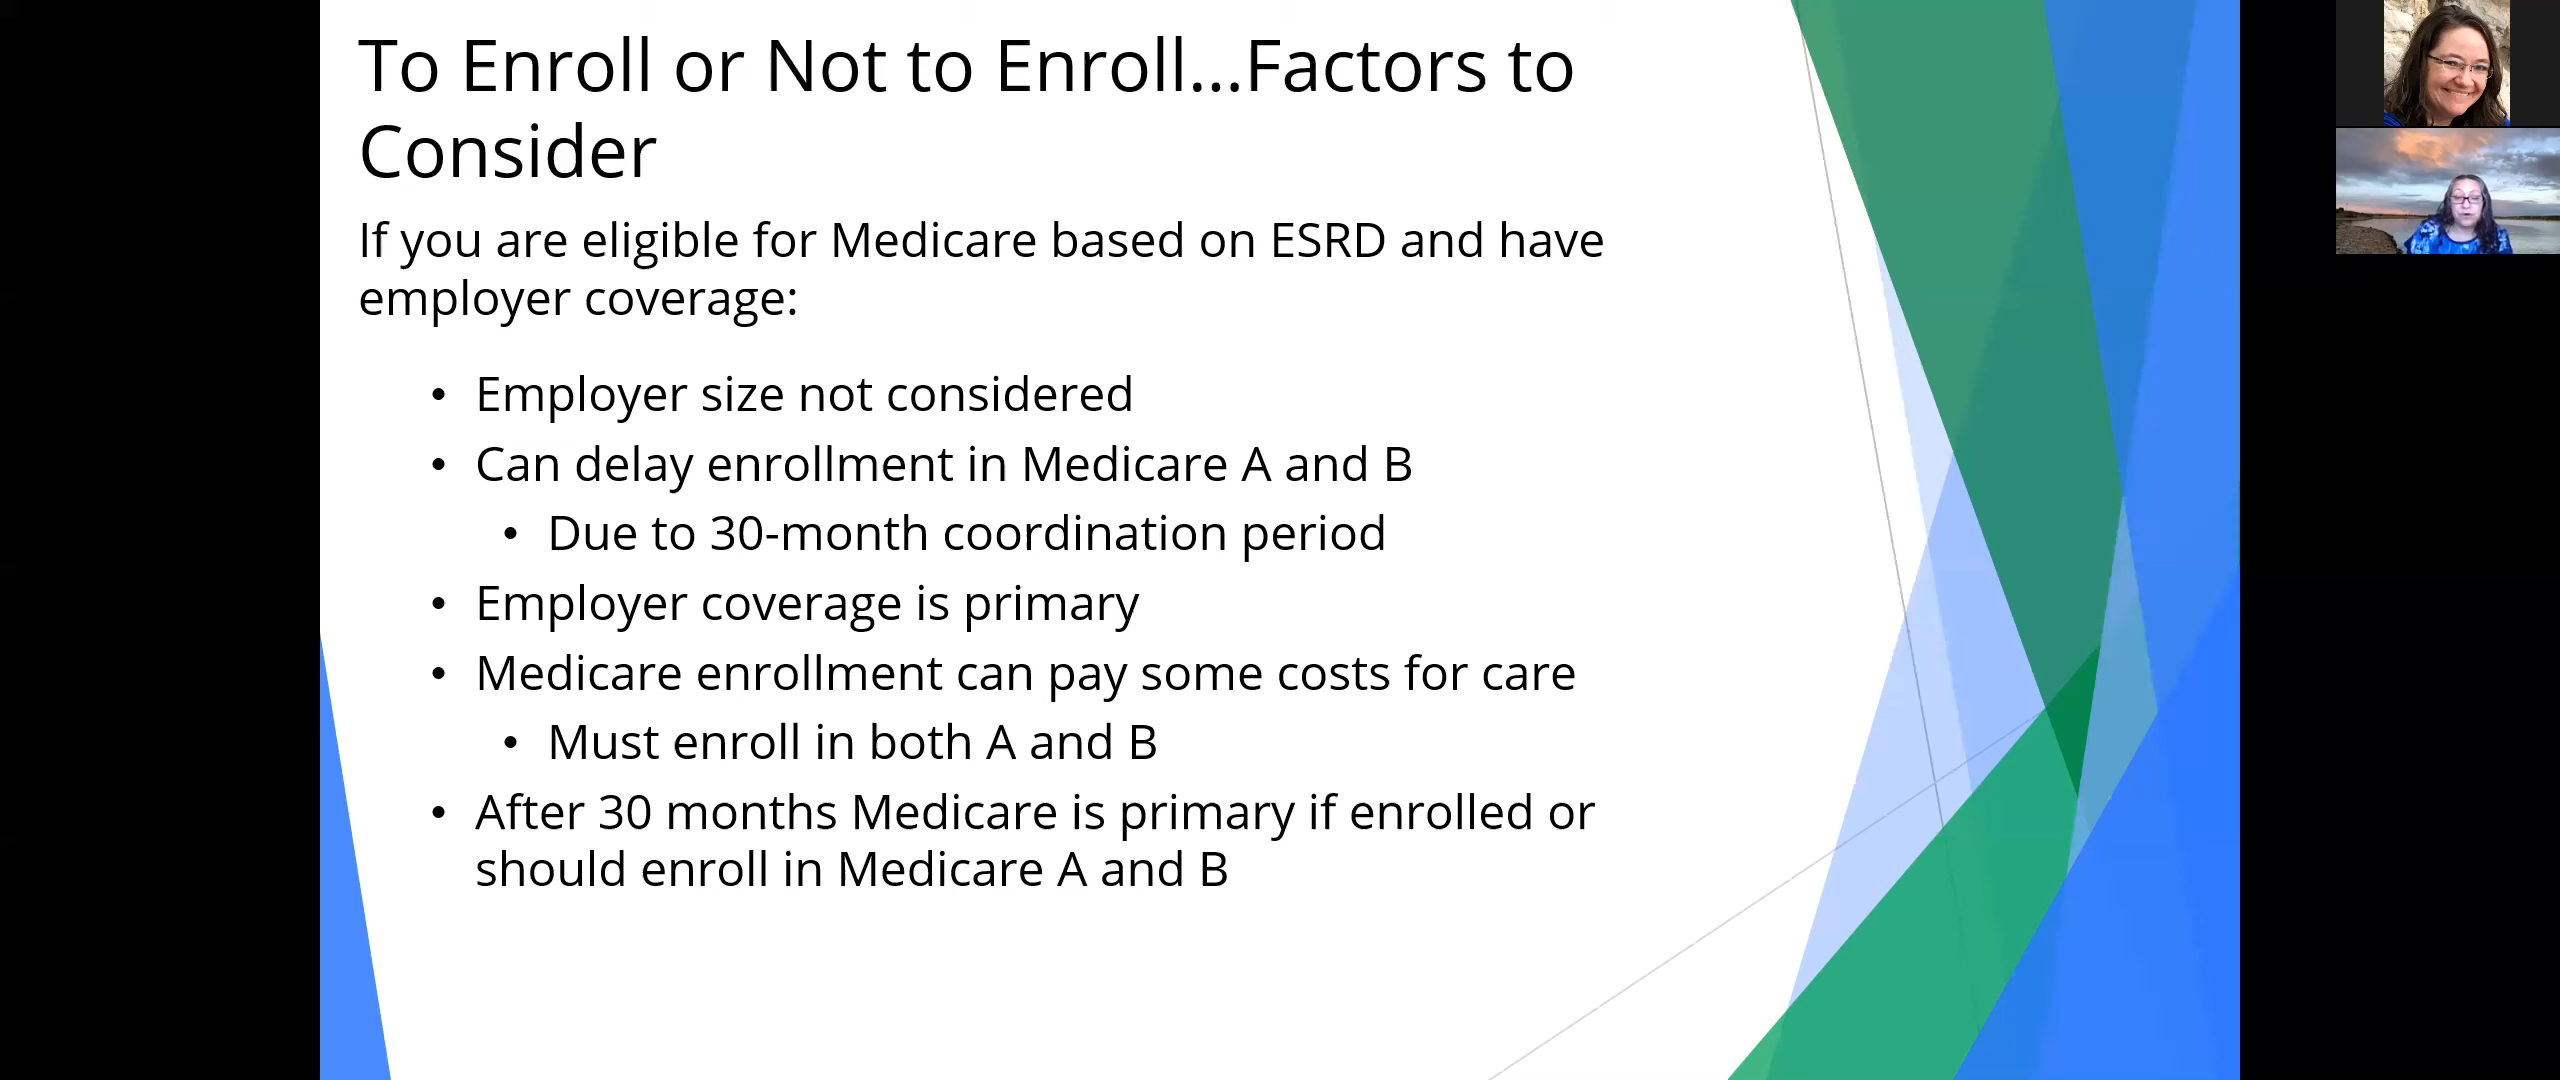 To Enroll or Not to Enroll...Factors to
Consider
If you are eligible for Medicare based on ESRD and have
employer coverage:
• Employer size not considered
• Can delay enrollment in Medicare A and B
• Due to 30-month coordination period
• Employer coverage is primary
• Medicare enrollment can pay some costs for care
• Must enroll in both A and B
• After 30 months Medicare is primary if enrolled or
should enroll in Medicare A and B